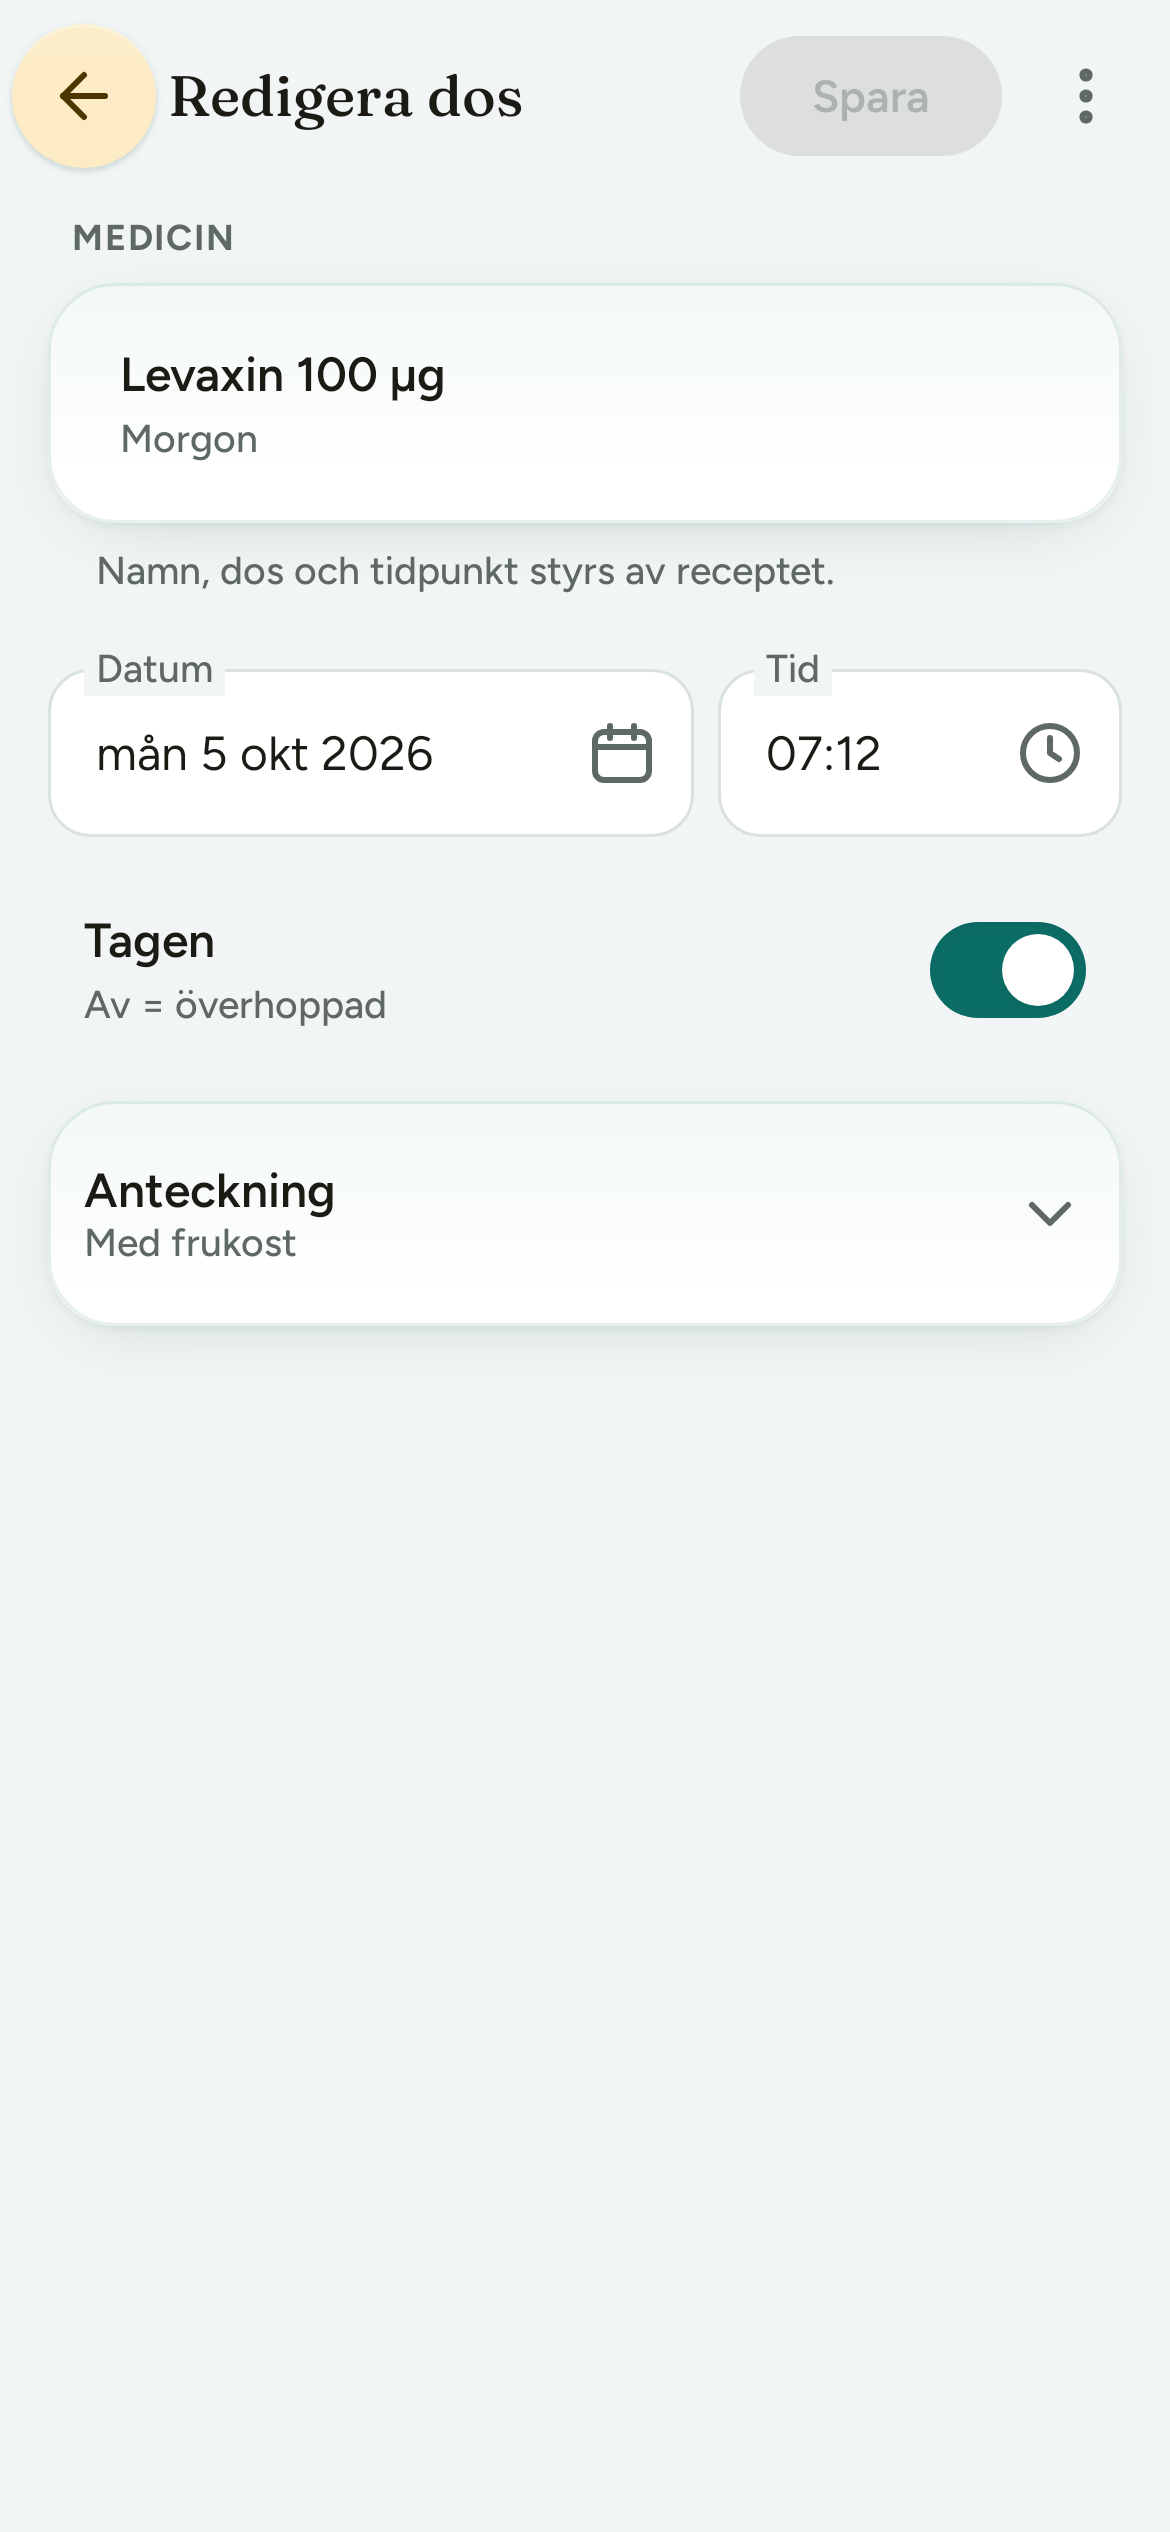 Redigera dos
Spara
MEDICIN
Levaxin 100 µg
Morgon
Namn, dos och tidpunkt styrs av receptet.
Datum
mån 5 okt 2026
Tid
07:12
Tagen
Av = överhoppad
Anteckning
Med frukost